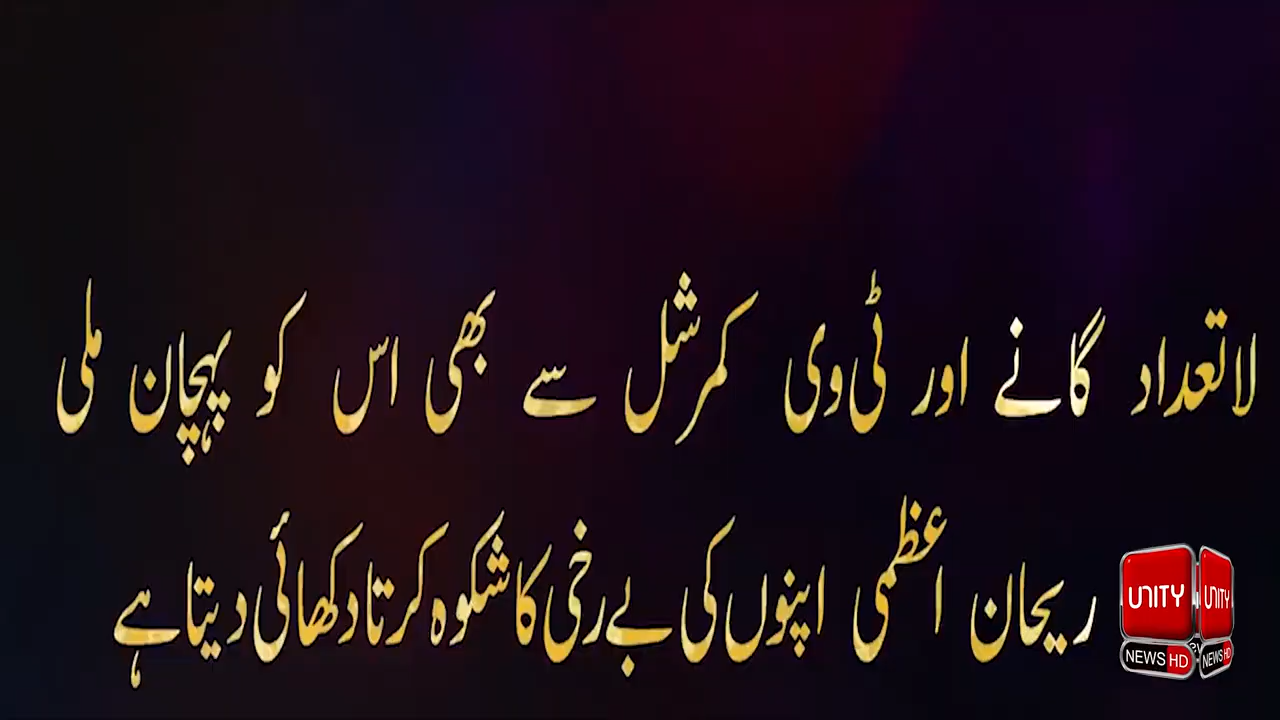 لاتعداد گانے اور ٹی وی کمرشل سے بھی اس کو پہچان ملی
ریحان اعظمی اپنوں کی بے رخی کا شکوہ کرتا دکھائی دیتا ہے
UNITY UNITY
NEWS HD NEWS HD